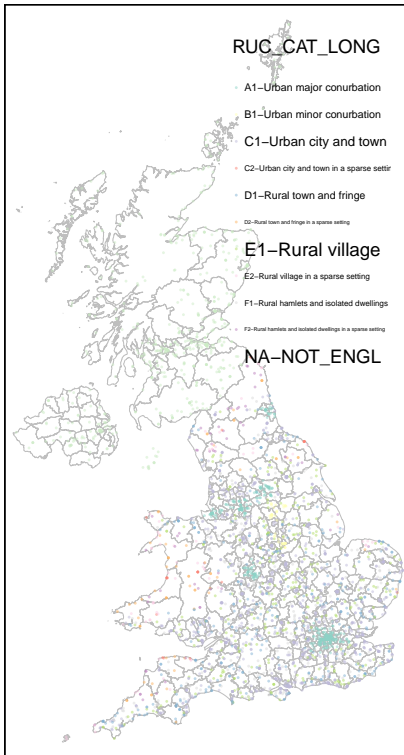 RUC_CAT_LONG
A1–Urban major conurbation
B1–Urban minor conurbation
C1–Urban city and town
C2–Urban city and town in a sparse settin
D1–Rural town and fringe
D2–Rural town and fringe in a sparse setting
E1–Rural village
E2–Rural village in a sparse setting
F1–Rural hamlets and isolated dwellings
F2–Rural hamlets and isolated dwellings in a sparse setting
NA–NOT_ENGL